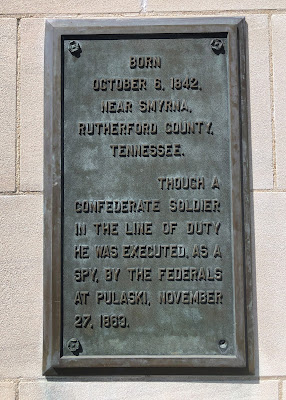 BORN
OCTOBER 6, 1842,
NEAR SMYRNA,
RUTHERFORD COUNTY,
TENNESSEE.
THOUGH A
CONFEDERATE SOLDIER
IN THE LINE OF DUTY
HE WAS EXECUTED, AS A
SPY, BY THE FEDERALS
AT PULASKI, NOVEMBER
27, 1863.